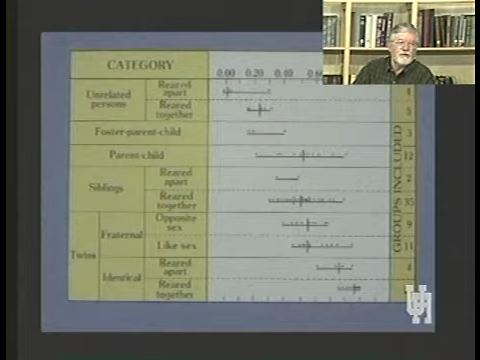 CATEGORY
0.00 0.20 0.40
Unrelated persons
Reared apart
4
Reared together
5
Foster-parent-child
3
Parent-child
12
Siblings
Reared apart
2
Reared together
35
Twins
Fraternal
Opposite sex
9
Like sex
11
Identical
Reared apart
4
Reared together
GROUPS INCLUDED
UH